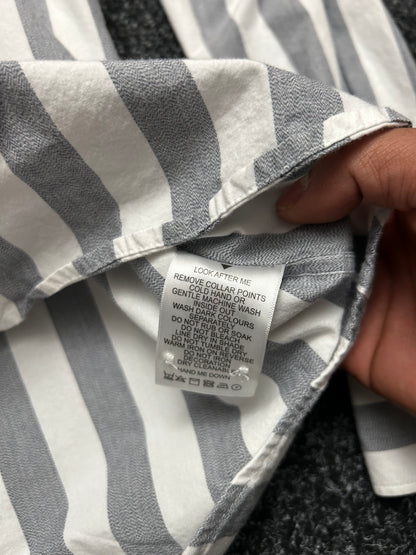 LOOK AFTER ME
REMOVE COLLAR POINTS
COLD HAND OR
GENTLE MACHINE WASH
INSIDE OUT
WASH DARK COLOURS
SEPARATELY
DO NOT RUB OR SOAK
DO NOT BLEACH
LINE DRY IN SHADE
DO NOT TUMBLE DRY
WARM IRON ON REVERSE
DO NOT IRON
DECORATION
DRY CLEANABLE
HAND ME DOWN